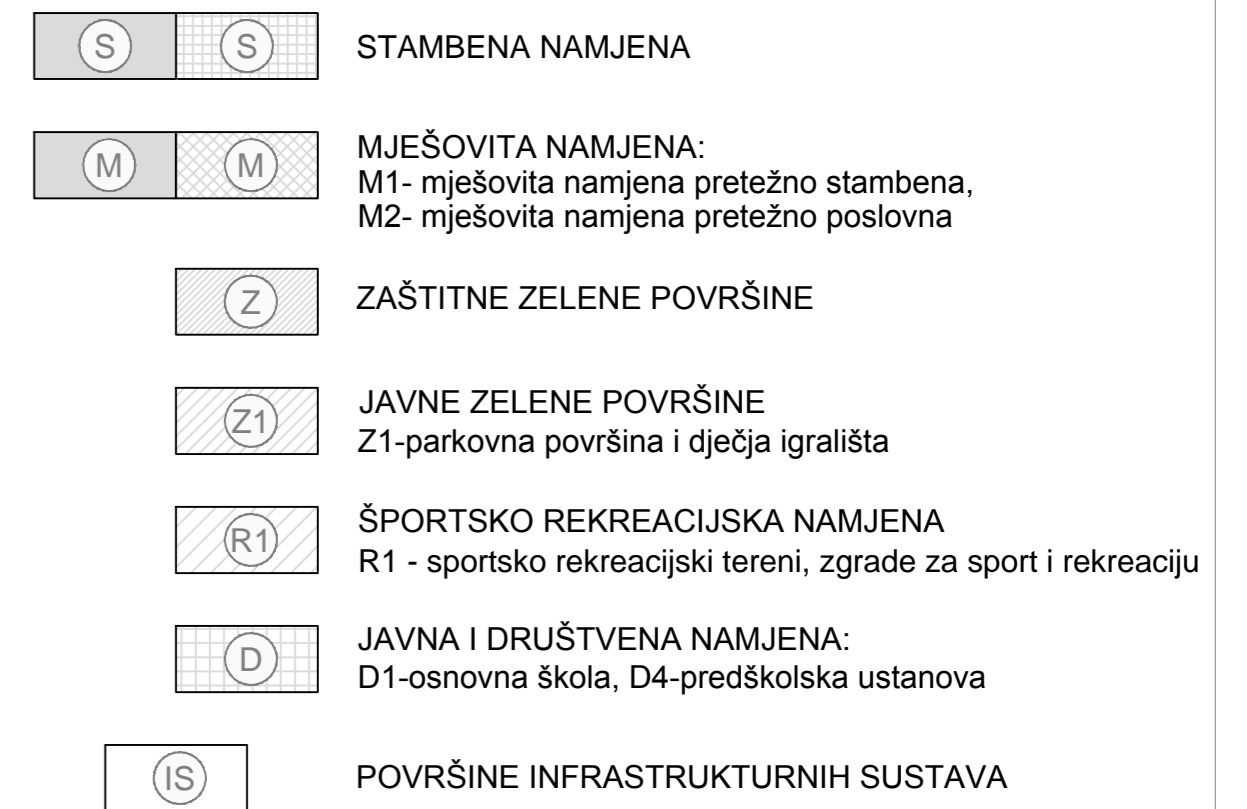 S S STAMBENA NAMJENA
M M MJEŠOVITA NAMJENA:
M1- mješovita namjena pretežno stambena,
M2- mješovita namjena pretežno poslovna
Z ZAŠTITNE ZELENE POVRŠINE
Z1 JAVNE ZELENE POVRŠINE
Z1-parkovna površina i dječja igrališta
R1 ŠPORTSKO REKREACIJSKA NAMJENA
R1 - sportsko rekreacijski tereni, zgrade za sport i rekreaciju
D JAVNA I DRUŠTVENA NAMJENA:
D1-osnovna škola, D4-predškolska ustanova
IS POVRŠINE INFRASTRUKTURNIH SUSTAVA